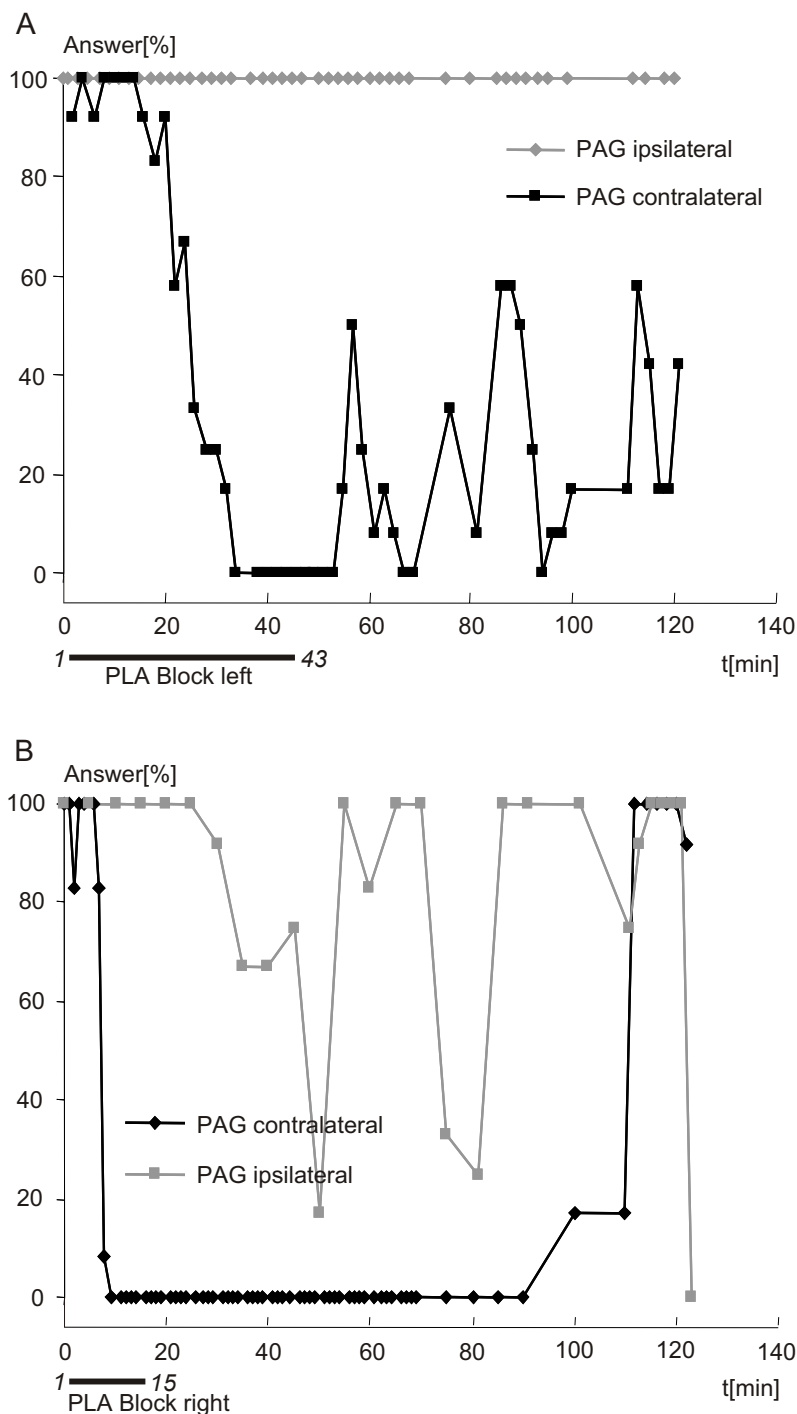 A
Answer[%]
100
80
60
40
20
0
PAG ipsilateral
PAG contralateral
0 20 40 60 80 100 120 140
1 43
PLA Block left
t[min]
B
Answer[%]
100
80
60
40
20
0
PAG contralateral
PAG ipsilateral
0 20 40 60 80 100 120 140
1 15
PLA Block right
t[min]